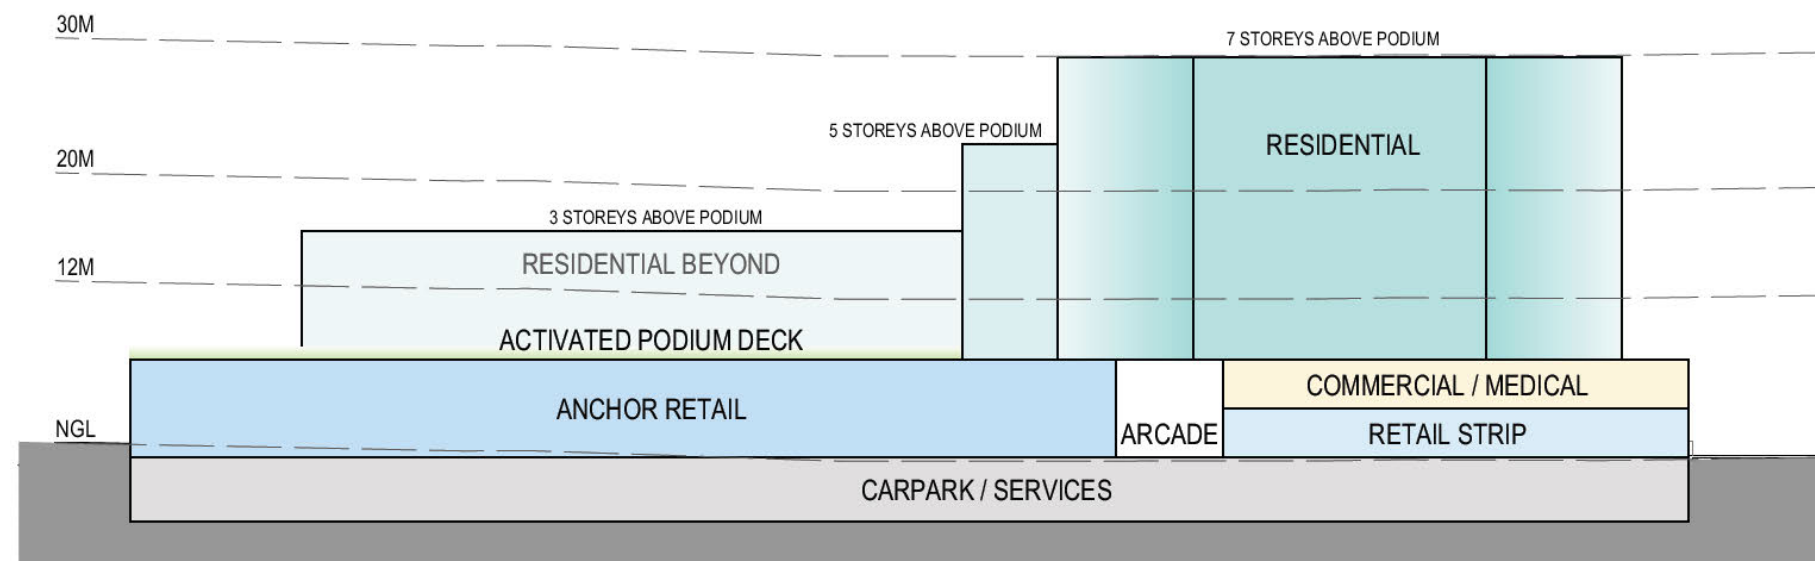 30M
7 STOREYS ABOVE PODIUM
5 STOREYS ABOVE PODIUM
RESIDENTIAL
20M
3 STOREYS ABOVE PODIUM
RESIDENTIAL BEYOND
12M
ACTIVATED PODIUM DECK
COMMERCIAL / MEDICAL
ANCHOR RETAIL
NGL
ARCADE
RETAIL STRIP
CARPARK / SERVICES